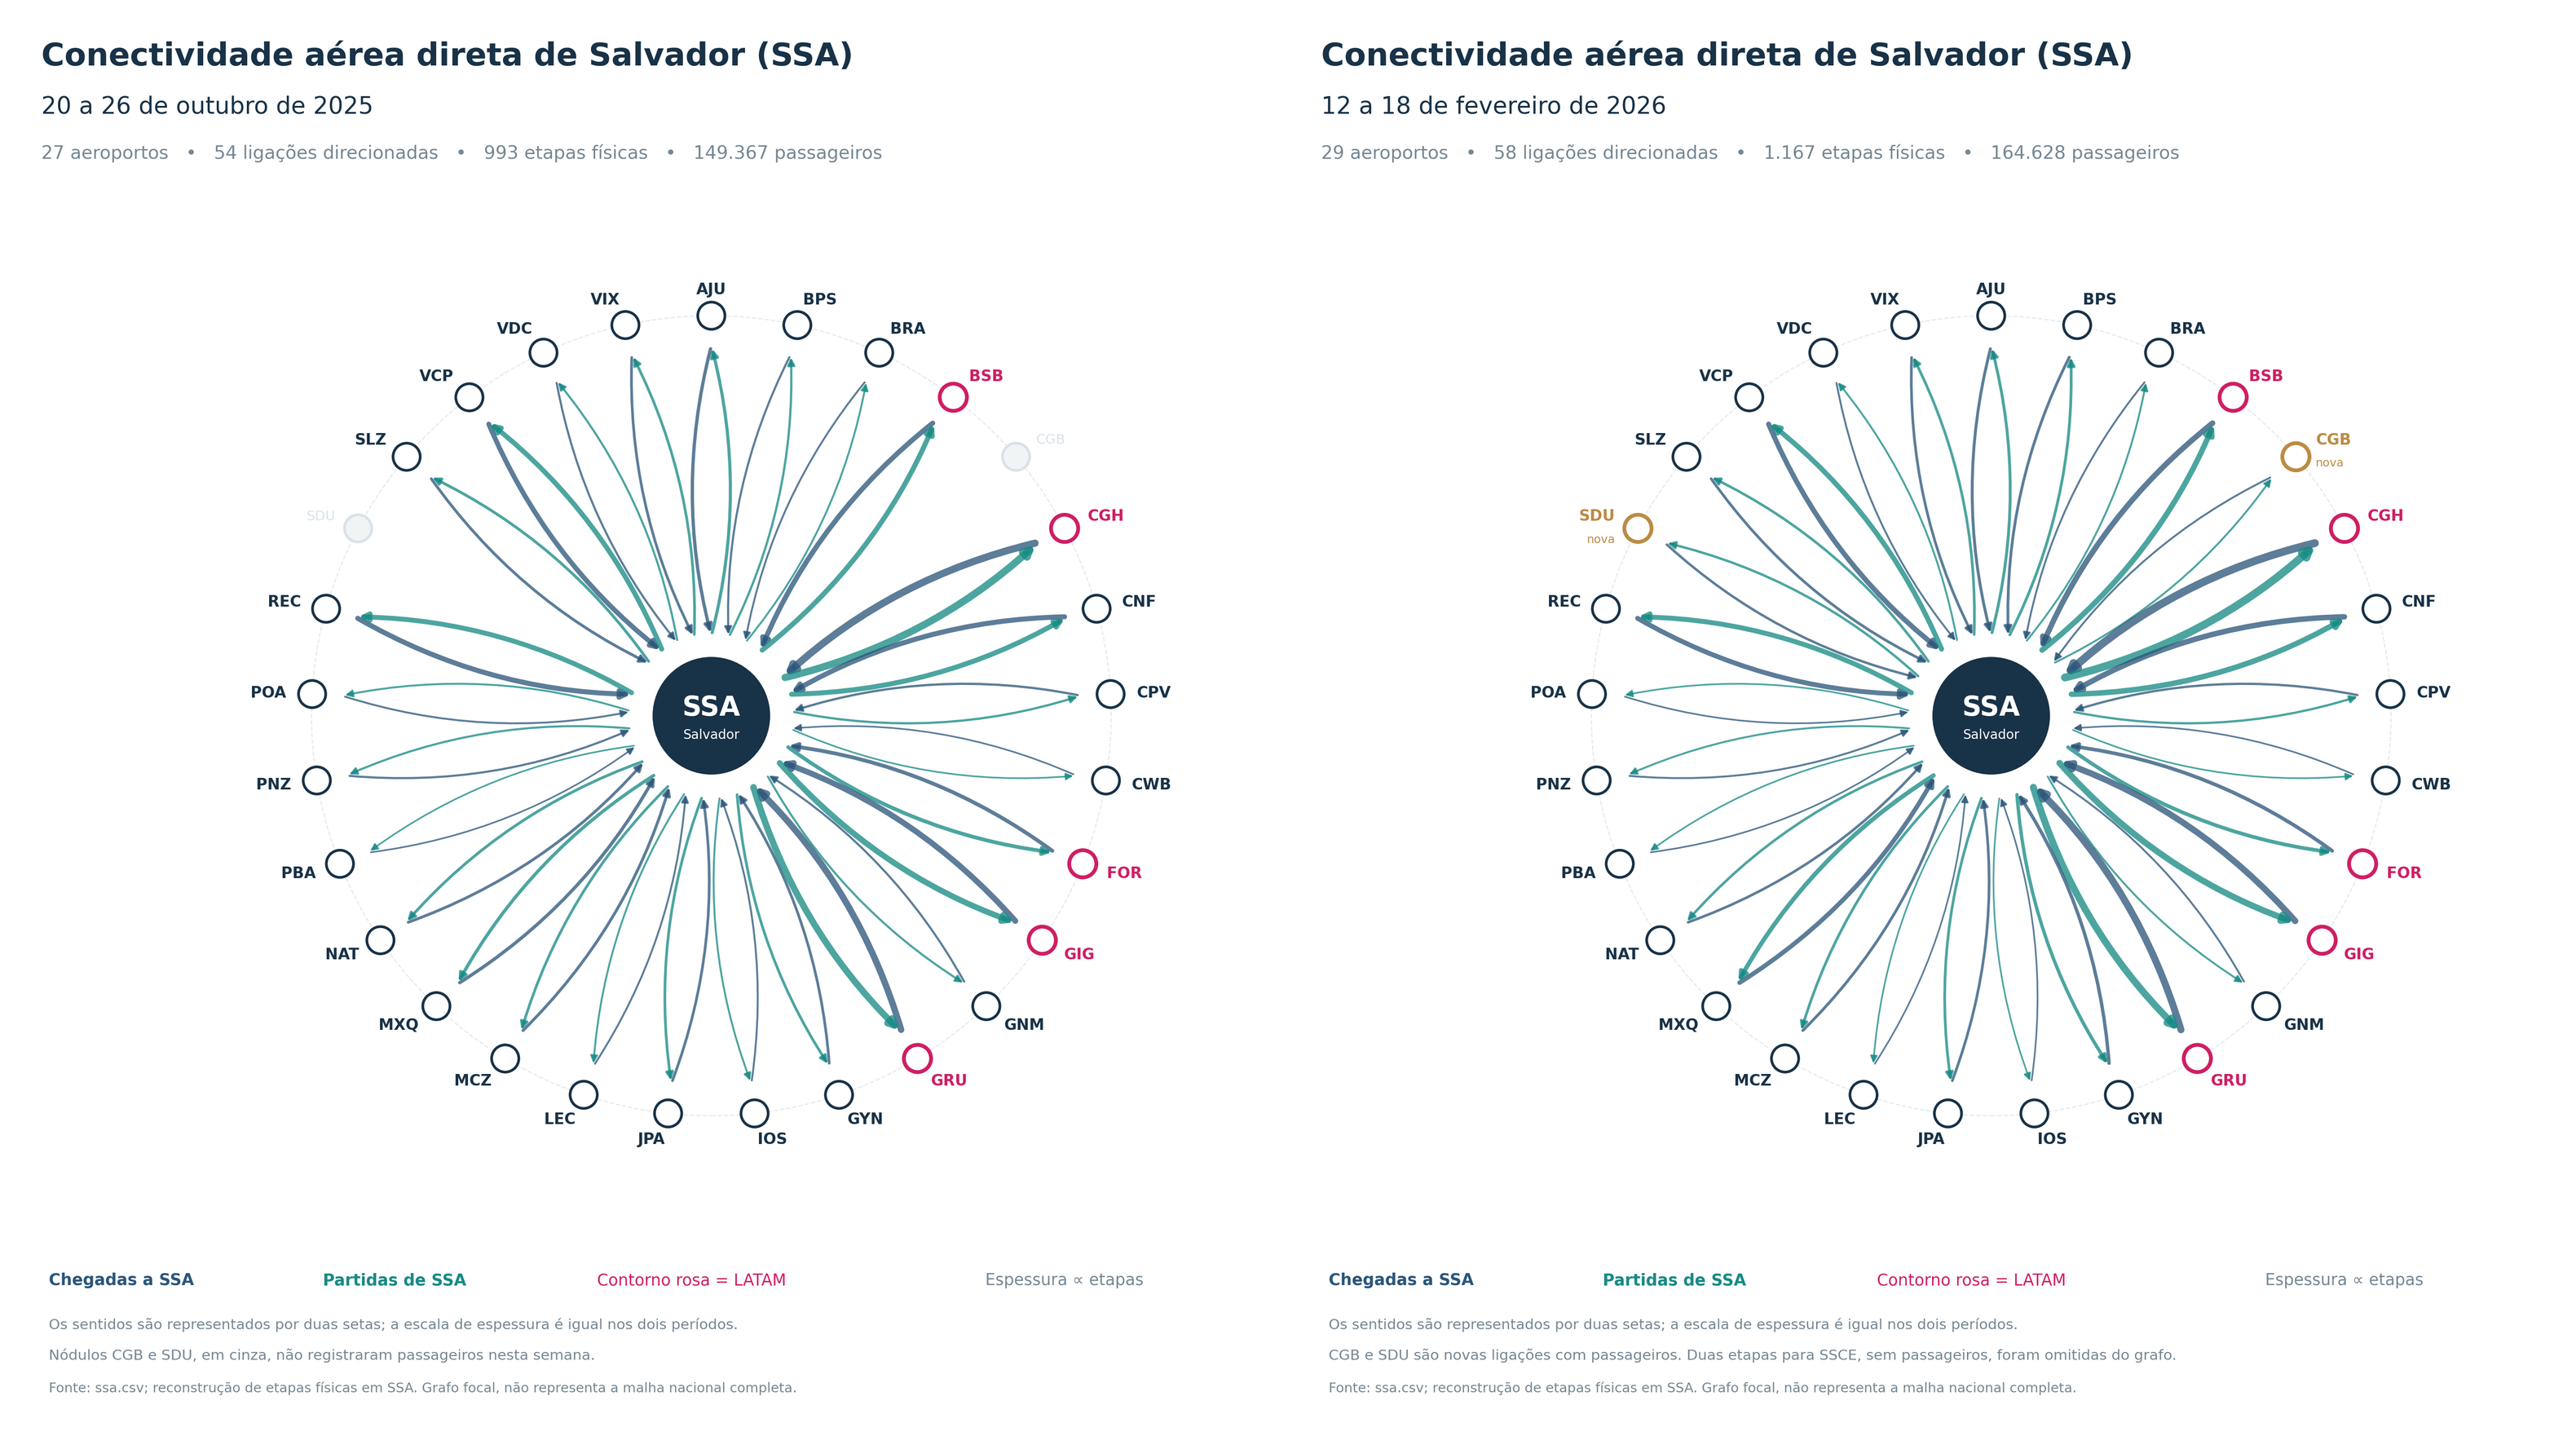 Conectividade aérea direta de Salvador (SSA)
20 a 26 de outubro de 2025
27 aeroportos • 54 ligações direcionadas • 993 etapas físicas • 149.367 passageiros
AJU
BPS
BRA
BSB
CGB
CGH
CNF
CPV
CWB
FOR
GIG
GNM
GRU
GYN
IOS
JPA
LEC
MCZ
MXQ
NAT
PBA
PNZ
POA
REC
SDU
SLZ
VCP
VDC
VIX
SSA
Salvador
Chegadas a SSA
Partidas de SSA
Contorno rosa = LATAM
Espessura ∝ etapas
Os sentidos são representados por duas setas; a escala de espessura é igual nos dois períodos.
Nódulos CGB e SDU, em cinza, não registraram passageiros nesta semana.
Fonte: ssa.csv; reconstrução de etapas físicas em SSA. Grafo focal, não representa a malha nacional completa.
Conectividade aérea direta de Salvador (SSA)
12 a 18 de fevereiro de 2026
29 aeroportos • 58 ligações direcionadas • 1.167 etapas físicas • 164.628 passageiros
AJU
BPS
BRA
BSB
CGB
nova
CGH
CNF
CPV
CWB
FOR
GIG
GNM
GRU
GYN
IOS
JPA
LEC
MCZ
MXQ
NAT
PBA
PNZ
POA
REC
SDU
nova
SLZ
VCP
VDC
VIX
SSA
Salvador
Chegadas a SSA
Partidas de SSA
Contorno rosa = LATAM
Espessura ∝ etapas
Os sentidos são representados por duas setas; a escala de espessura é igual nos dois períodos.
CGB e SDU são novas ligações com passageiros. Duas etapas para SSCE, sem passageiros, foram omitidas do grafo.
Fonte: ssa.csv; reconstrução de etapas físicas em SSA. Grafo focal, não representa a malha nacional completa.